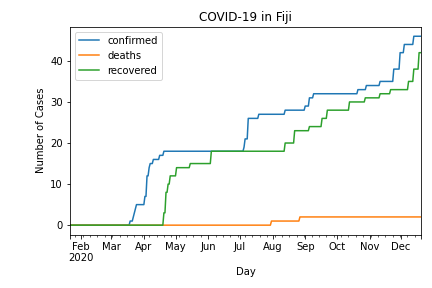 COVID-19 in Fiji
confirmed
deaths
recovered
Number of Cases
40
30
20
10
0
Feb Mar Apr May Jun Jul Aug Sep Oct Nov Dec
2020
Day